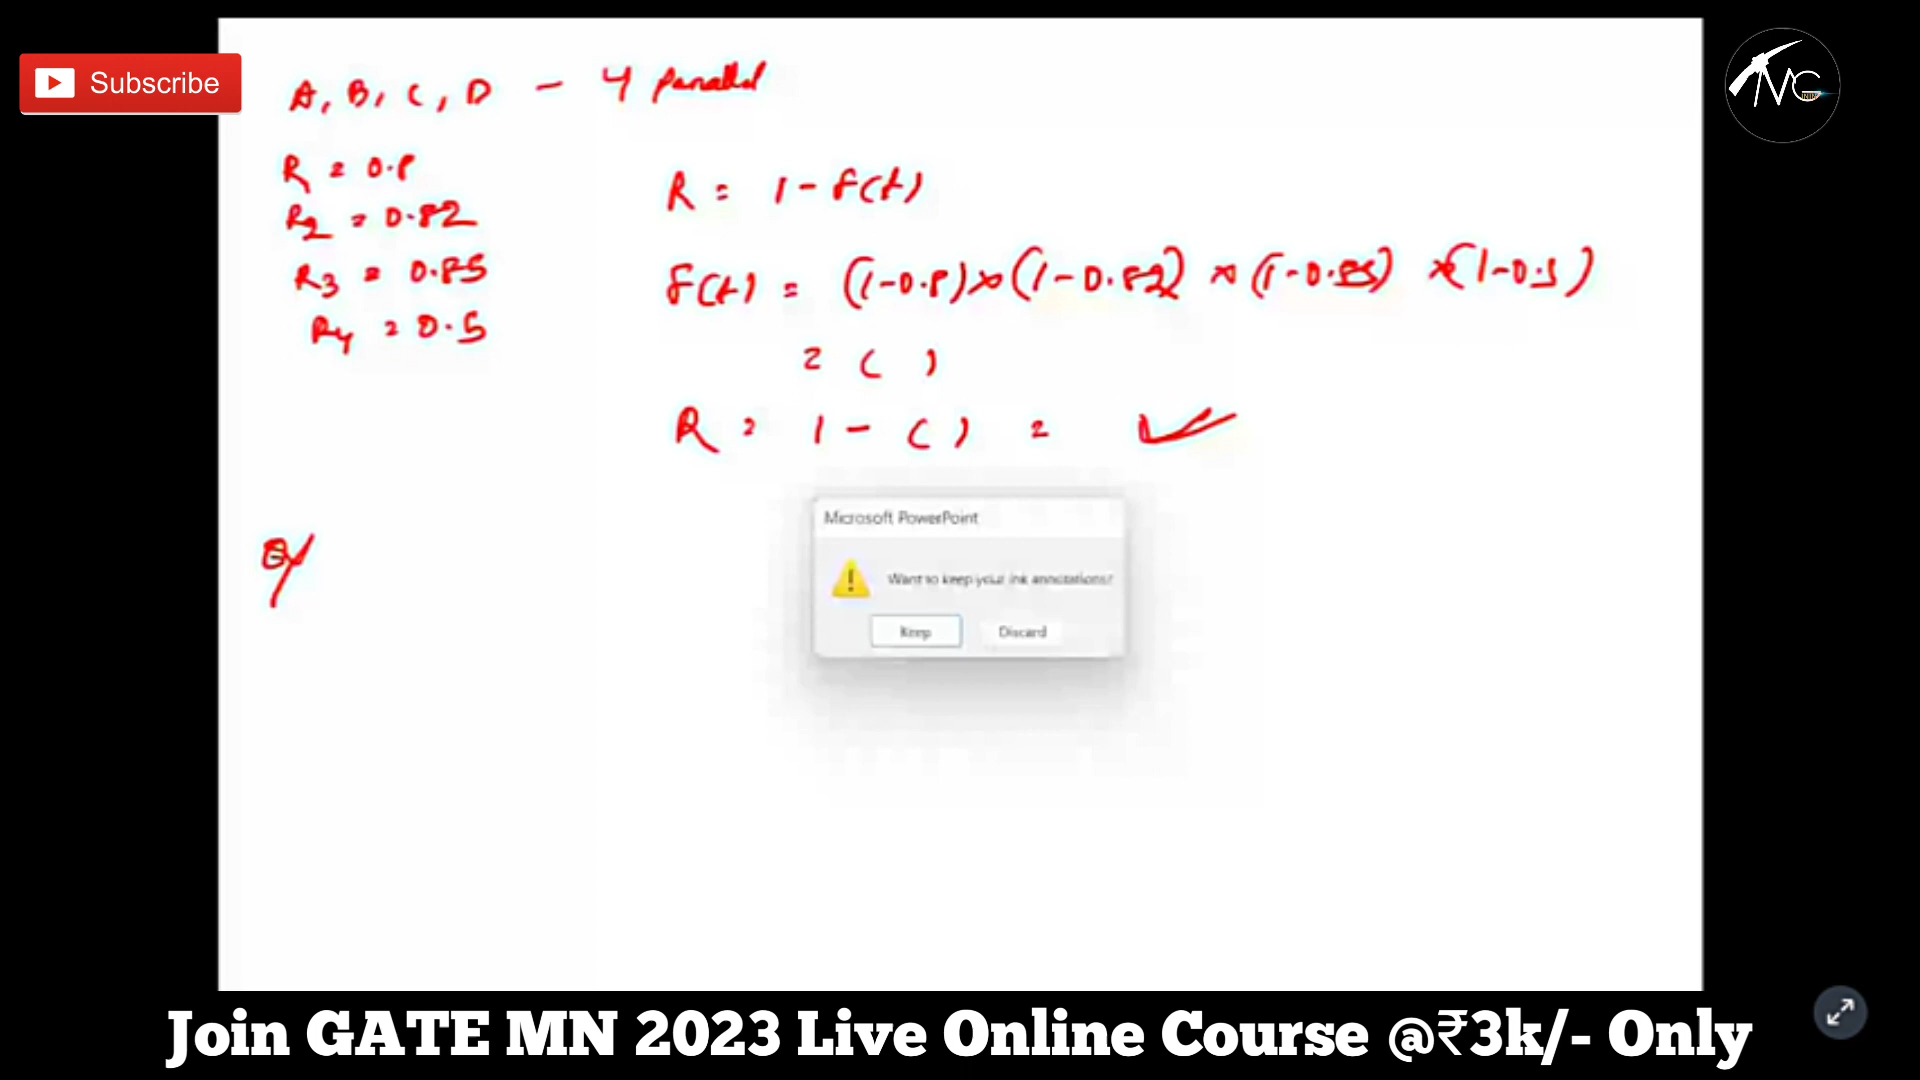 Subscribe
A, B, C, D - 4 parallel
R = 0.8
R2 = 0.82
R3 = 0.85
R4 = 0.5
R = 1 - F(t)
F(t) = (1-0.8) × (1-0.82) × (1-0.85) × (1-0.5)
= ( )
R = 1 - ( ) = ✓
Q/
Microsoft PowerPoint
Want to keep your ink annotations?
Keep
Discard
MG
Join GATE MN 2023 Live Online Course @₹3k/- Only